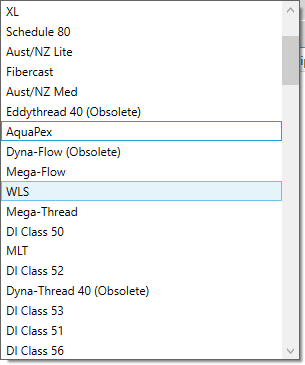 XL
Schedule 80
Aust/NZ Lite
Fibercast
Aust/NZ Med
Eddythread 40 (Obsolete)
AquaPex
Dyna-Flow (Obsolete)
Mega-Flow
WLS
Mega-Thread
DI Class 50
MLT
DI Class 52
Dyna-Thread 40 (Obsolete)
DI Class 53
DI Class 51
DI Class 56